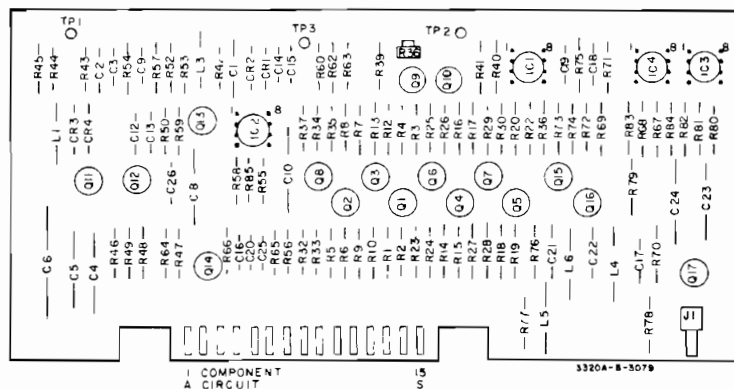 TP1 TP3 TP2
R45 R44 R43 C2 C3 R54 C9 R57 R52 R53 L3 C1 CR2 CR1 C14 C15 R60 R62 R63 R39 R36 Q9 Q10 R41 R40 IC1 8 R75 C18 R71 1 IC4 8 1 IC3 8
L1 CR3 CR4 C12 C13 R50 R59 Q13 IC2 8 R37 R34 R35 R8 R7 R13 R12 R4 R3 R25 R26 R16 R17 R29 R30 R20 R22 R36 R73 R74 R72 R69 R83 R68 R67 R84 R82 R81 R80
Q11 Q12 C26 C8 R58 R85 R55 C10 Q8 Q2 Q3 Q1 Q6 Q4 Q7 Q5 Q15 Q16 R79 C24 C23
C6 C5 C4 R46 R49 R48 R64 R47 Q14 R66 C16 C20 C25 R65 R56 R32 R33 R5 R6 R9 R10 R1 R2 R23 R24 R14 R15 R27 R28 R18 R19 R76 C21 L6 C22 L4 C17 R70 Q17
R77 L5 R78 J1
1 COMPONENT 15
A CIRCUIT S
3320A-B-3079